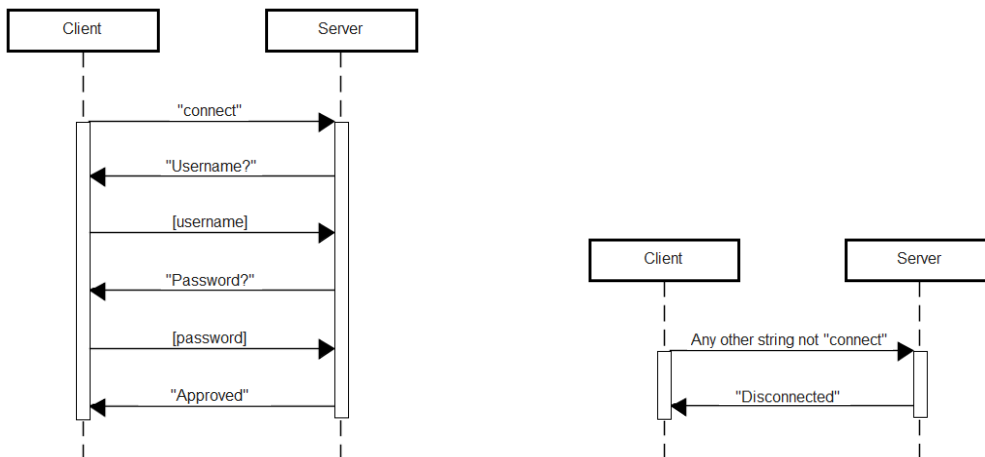 Client
Server
"connect"
"Username?"
[username]
"Password?"
[password]
"Approved"
Client
Server
Any other string not "connect"
"Disconnected"